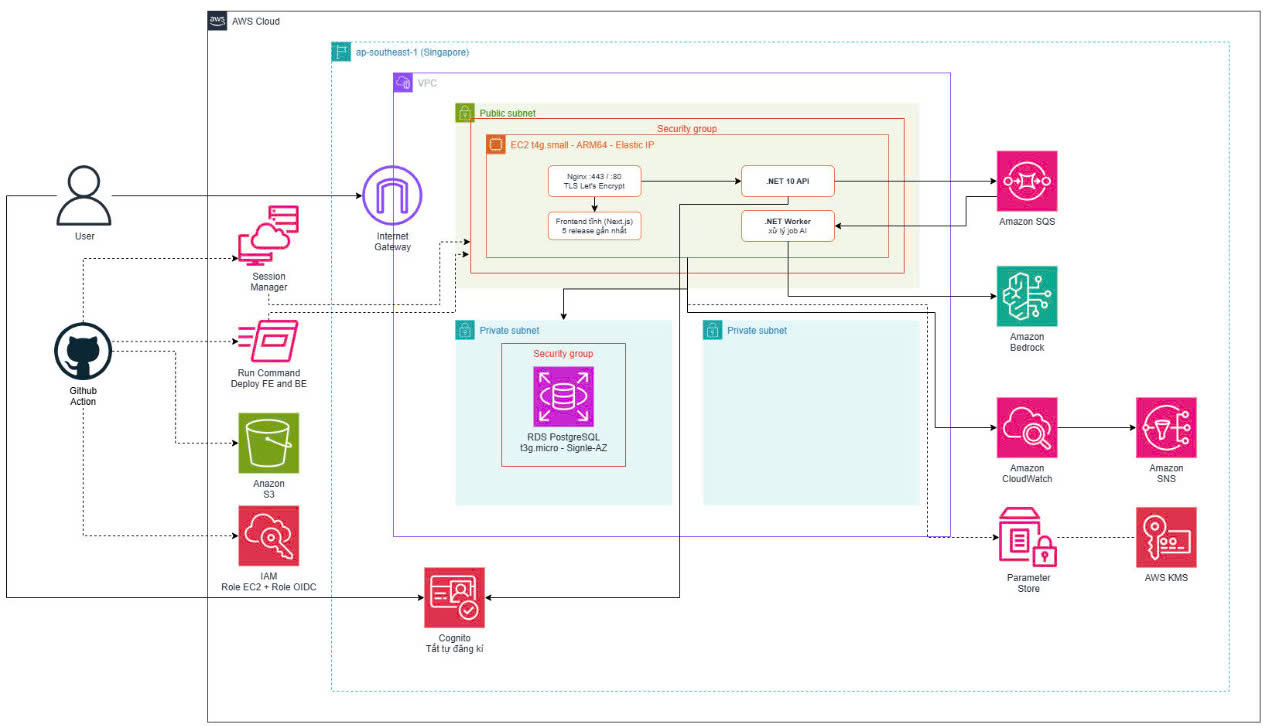 aws
AWS Cloud
ap-southeast-1 (Singapore)
VPC
Public subnet
Security group
EC2 t4g.small - ARM64 - Elastic IP
Nginx :443 / :80
TLS Let's Encrypt
.NET 10 API
Frontend tĩnh (Next.js)
5 release gần nhất
.NET Worker
xử lý job AI
Amazon SQS
User
Internet
Gateway
Session
Manager
Amazon
Bedrock
Private subnet
Private subnet
Security group
Run Command
Deploy FE and BE
Github
Action
RDS PostgreSQL
t3g.micro - Signle-AZ
Amazon
CloudWatch
Amazon
SNS
Anazon
S3
IAM
Role EC2 + Role OIDC
Parameter
Store
AWS KMS
Cognito
Tắt tự đăng kí